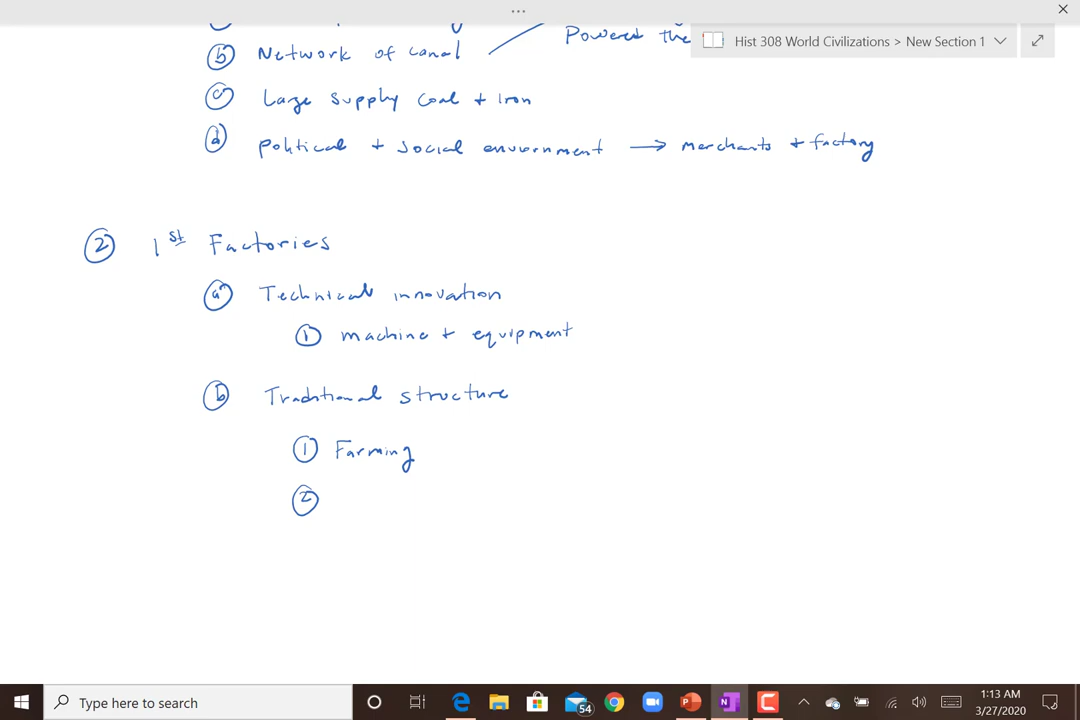 Hist 308 World Civilizations > New Section 1
Powered the
(b) Network of canal
(c) Large supply coal + iron
(d) Political + social environment → merchants + factory
(2) 1st Factories
(a) Technical innovation
(1) machine + equipment
(b) Traditional structure
(1) Farming
(2)
Type here to search
54
1:13 AM
3/27/2020